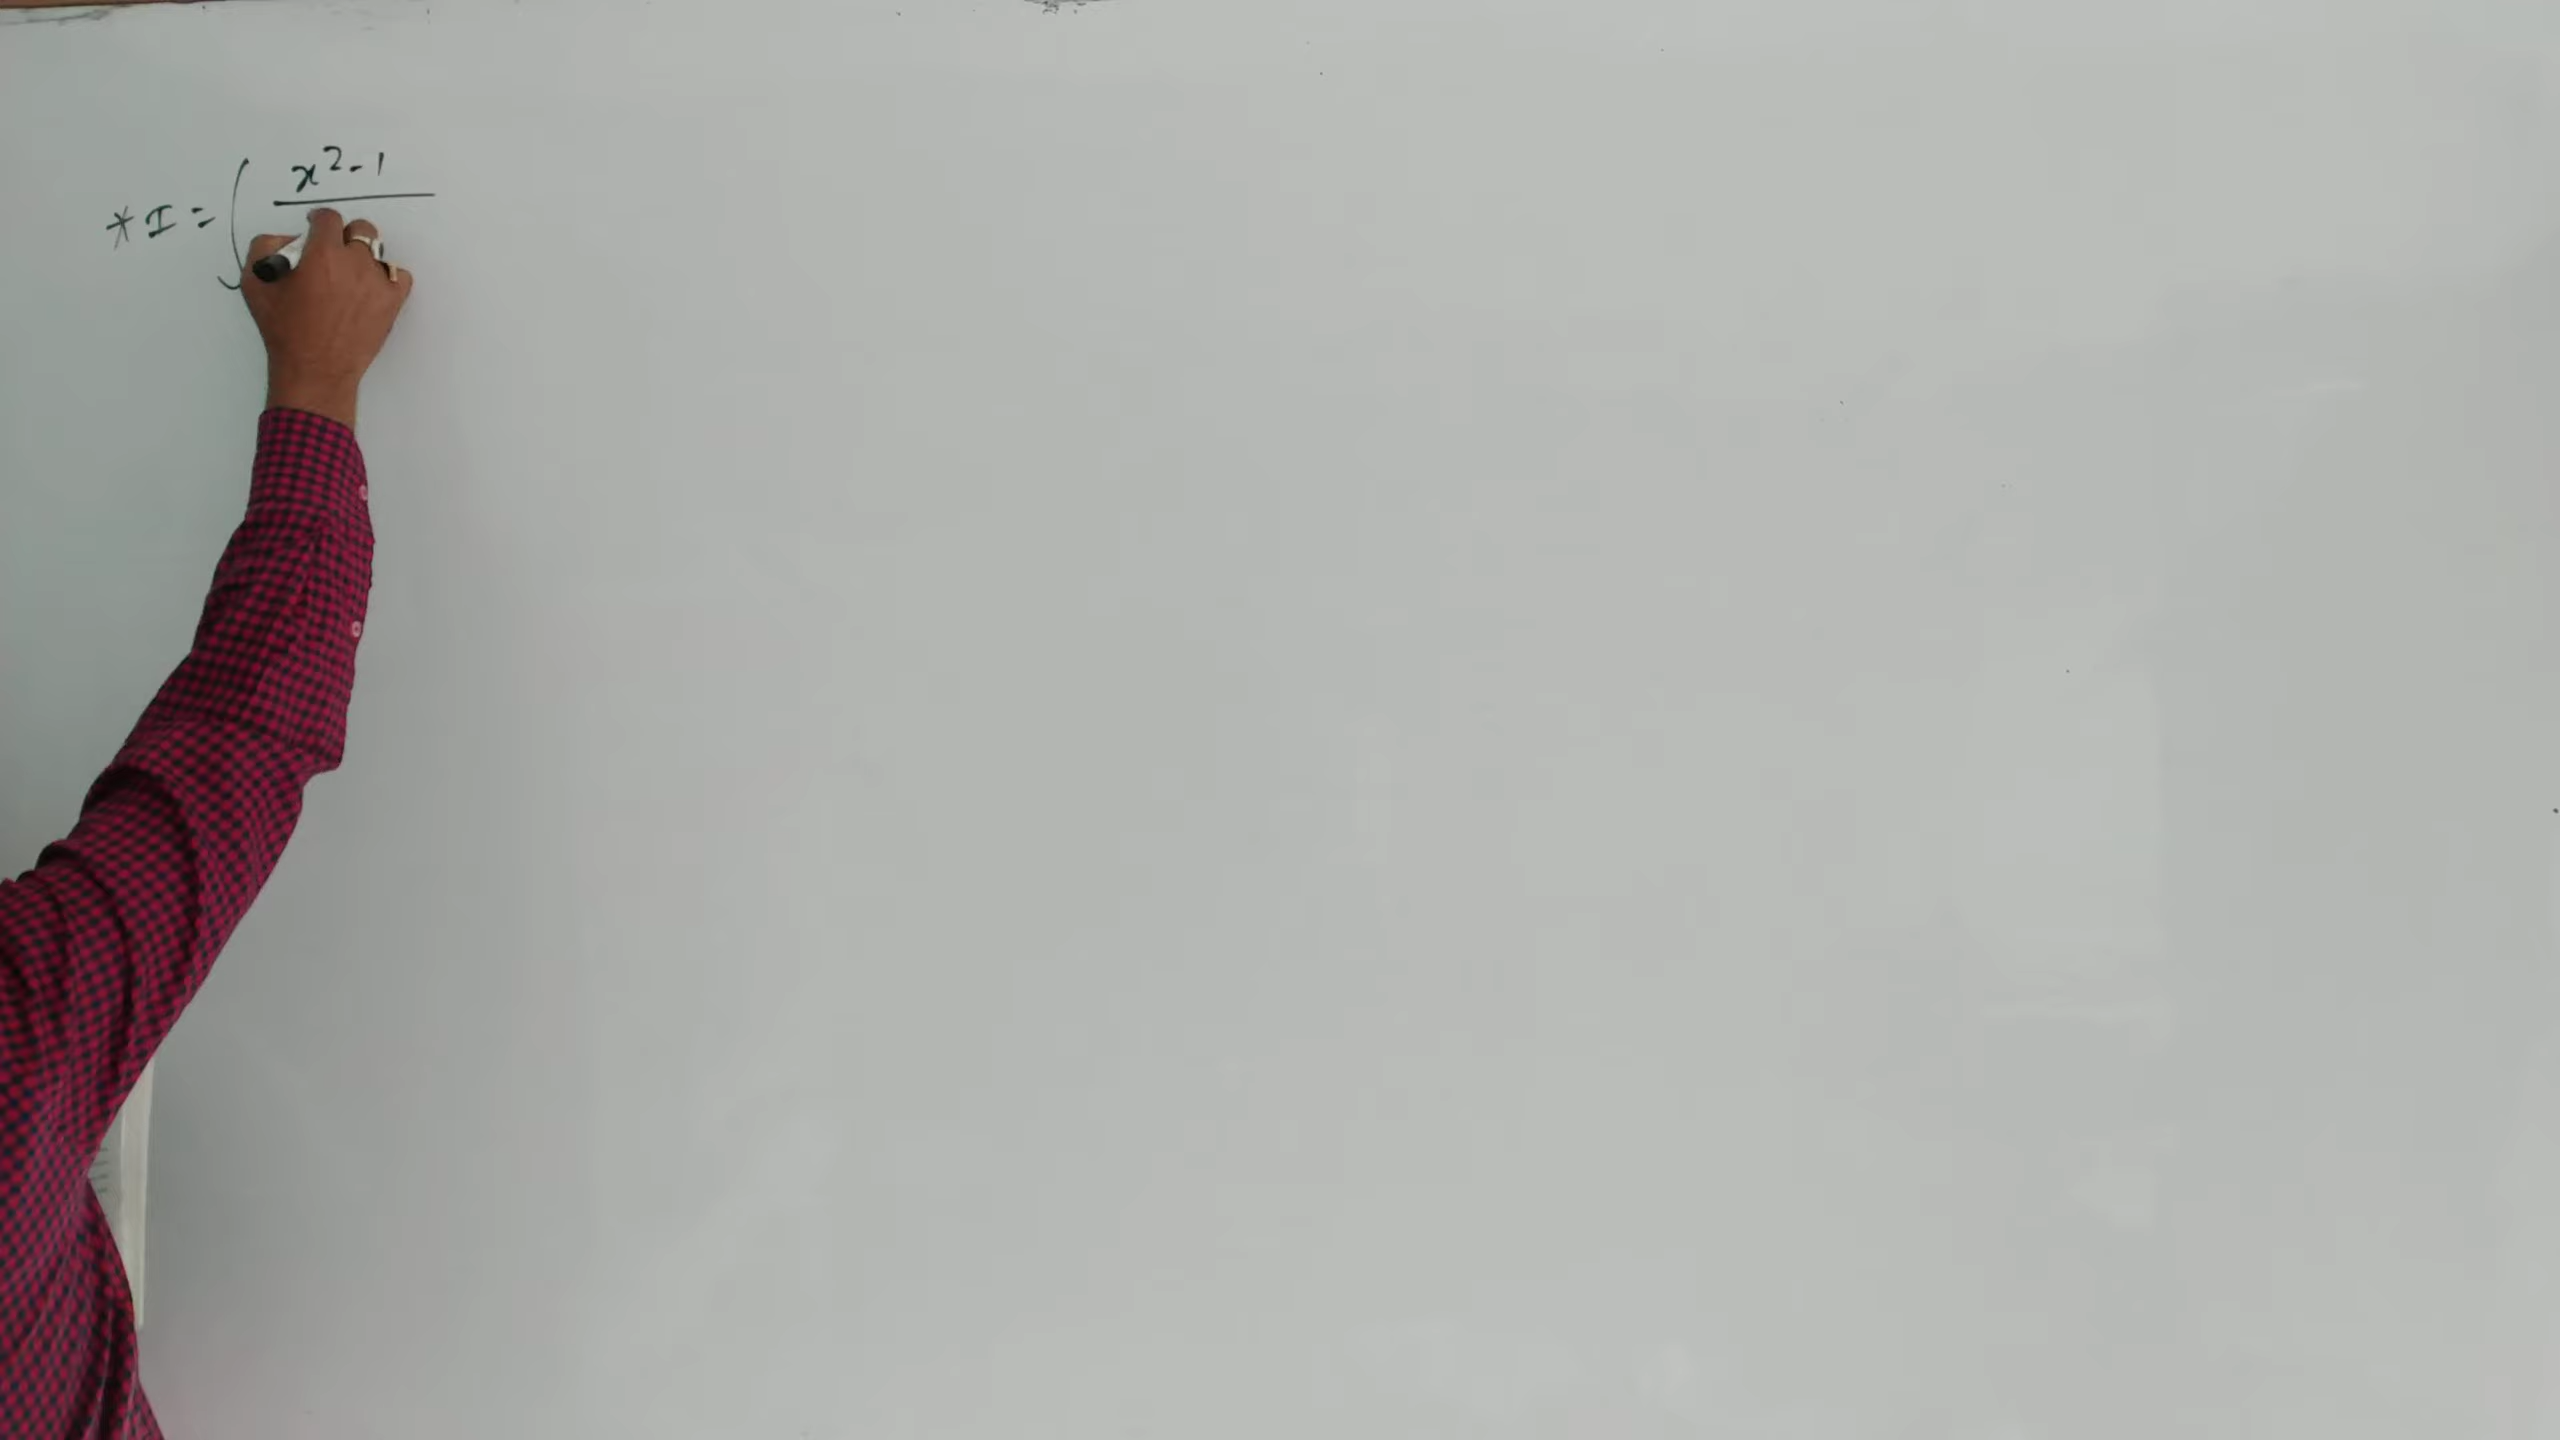 * I = ∫ x² - 1 /